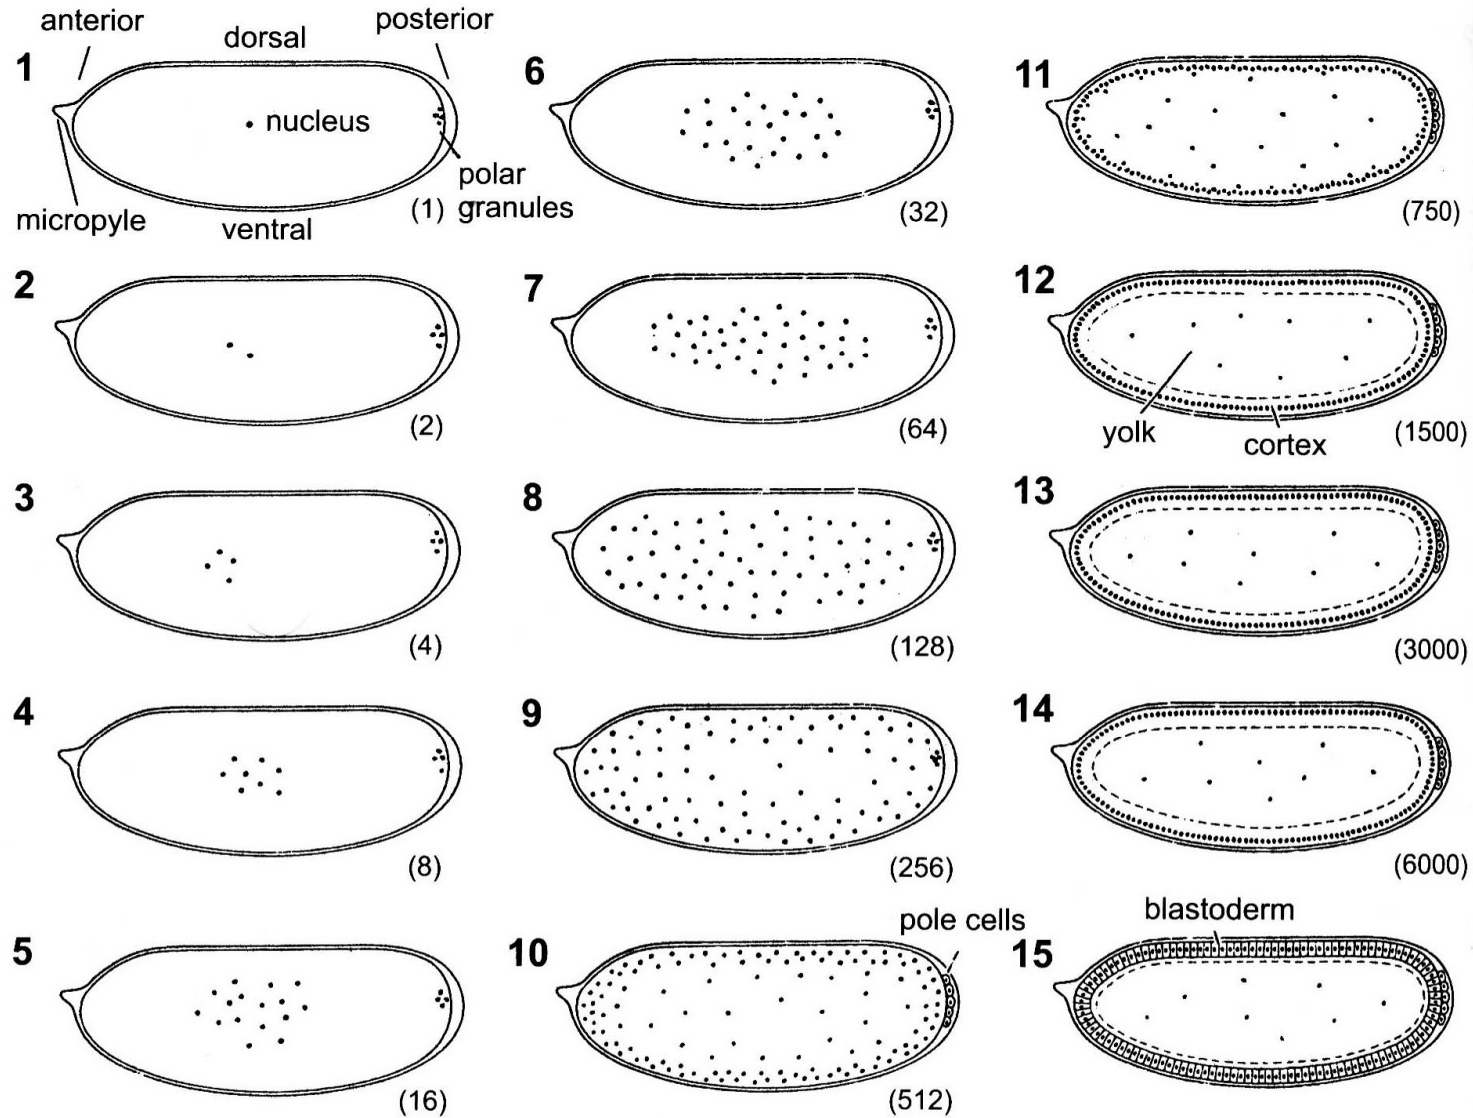 anterior
posterior
dorsal
1
nucleus
polar
granules
micropyle
ventral
(1)
2
(2)
3
(4)
4
(8)
5
(16)
6
(32)
7
(64)
8
(128)
9
(256)
pole cells
10
(512)
11
(750)
12
yolk
cortex
(1500)
13
(3000)
14
(6000)
blastoderm
15